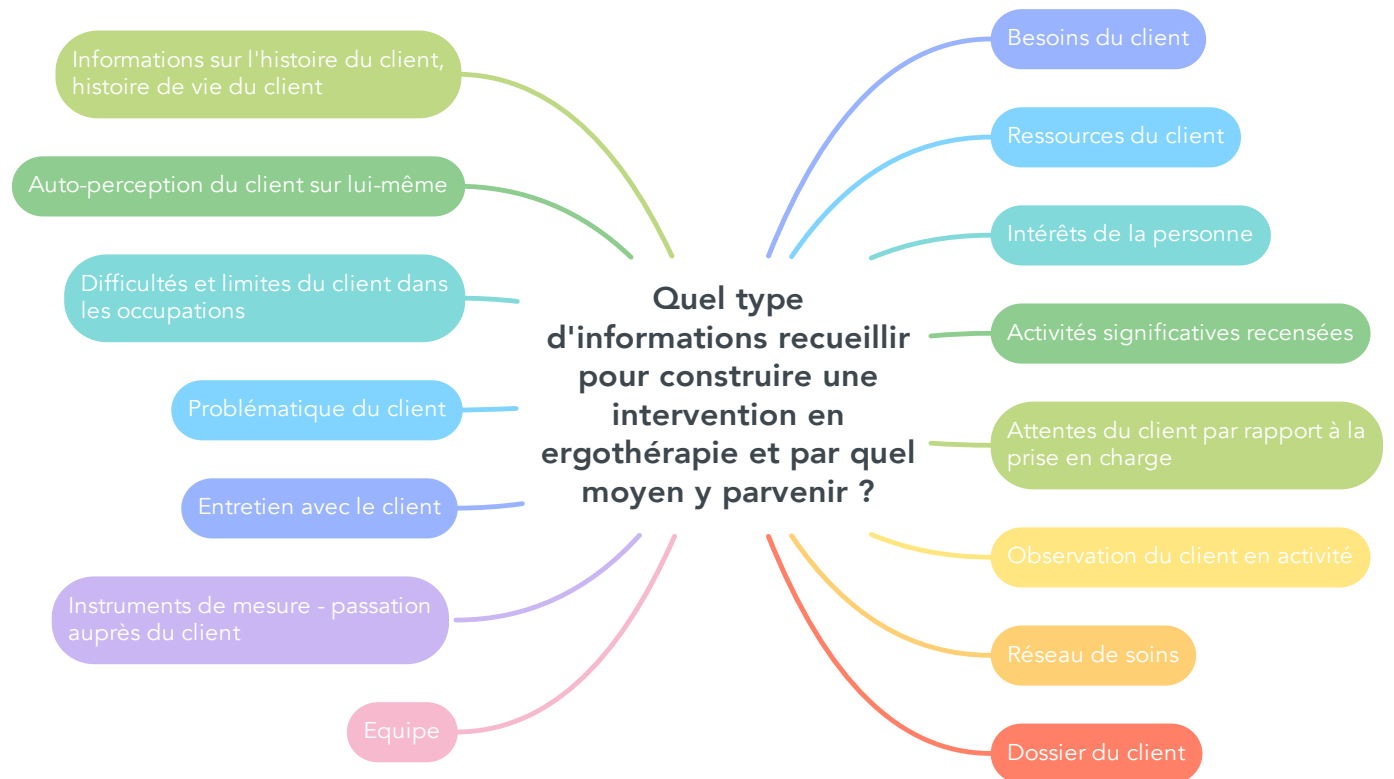 Quel type
d'informations recueillir
pour construire une
intervention en
ergothérapie et par quel
moyen y parvenir ?
Besoins du client
Ressources du client
Intérêts de la personne
Activités significatives recensées
Attentes du client par rapport à la
prise en charge
Observation du client en activité
Réseau de soins
Dossier du client
Informations sur l'histoire du client,
histoire de vie du client
Auto-perception du client sur lui-même
Difficultés et limites du client dans
les occupations
Problématique du client
Entretien avec le client
Instruments de mesure - passation
auprès du client
Equipe